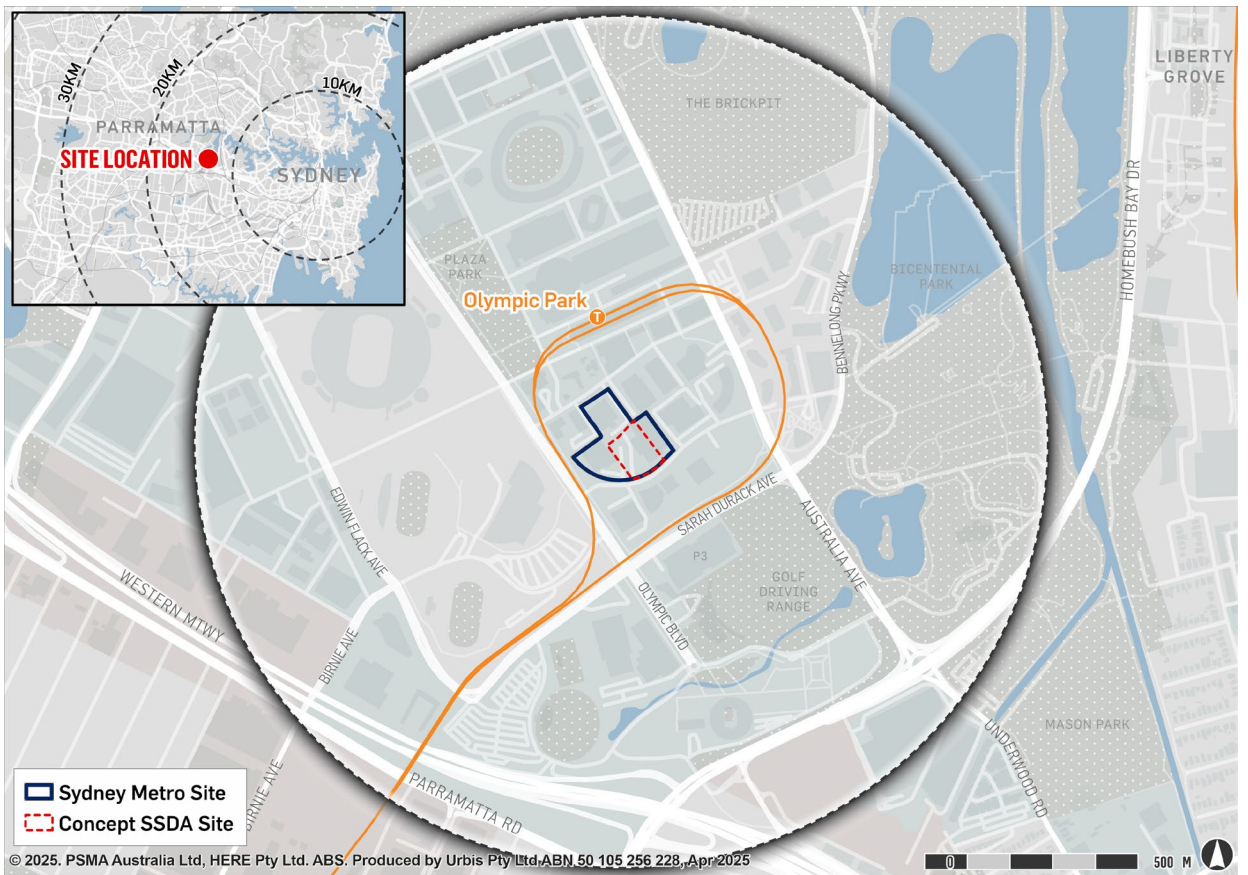 30KM
20KM
10KM
PARRAMATTA
SITE LOCATION
SYDNEY
THE BRICKPIT
LIBERTY
GROVE
HOMEBUSH BAY DR
PLAZA
PARK
BICENTENIAL
PARK
Olympic Park
T
BENNELONG PKWY
EDWIN FLACK AVE
SARAH DURACK AVE
AUSTRALIA AVE
P3
GOLF
DRIVING
RANGE
OLYMPIC BLVD
WESTERN MTWY
BIRNIE AVE
MASON PARK
UNDERWOOD RD
PARRAMATTA RD
BIRNIE AVE
Sydney Metro Site
Concept SSDA Site
© 2025. PSMA Australia Ltd, HERE Pty Ltd. ABS. Produced by Urbis Pty Ltd ABN 50 105 256 228, Apr 2025
0 500 M